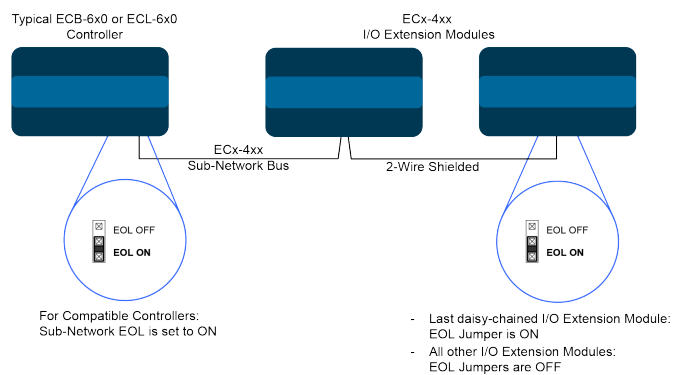 Typical ECB-6x0 or ECL-6x0
Controller
ECx-4xx
I/O Extension Modules
ECx-4xx
Sub-Network Bus
2-Wire Shielded
EOL OFF
EOL ON
EOL OFF
EOL ON
For Compatible Controllers:
Sub-Network EOL is set to ON
- Last daisy-chained I/O Extension Module:
EOL Jumper is ON
- All other I/O Extension Modules:
EOL Jumpers are OFF